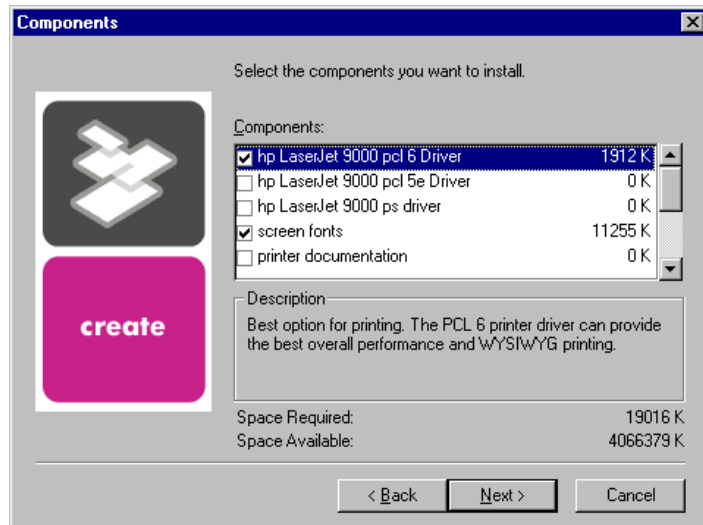 Components
Select the components you want to install.
Components:
hp LaserJet 9000 pcl 6 Driver 1912 K
hp LaserJet 9000 pcl 5e Driver 0 K
hp LaserJet 9000 ps driver 0 K
screen fonts 11255 K
printer documentation 0 K
create
Description
Best option for printing. The PCL 6 printer driver can provide
the best overall performance and WYSIWYG printing.
Space Required: 19016 K
Space Available: 4066379 K
< Back Next > Cancel